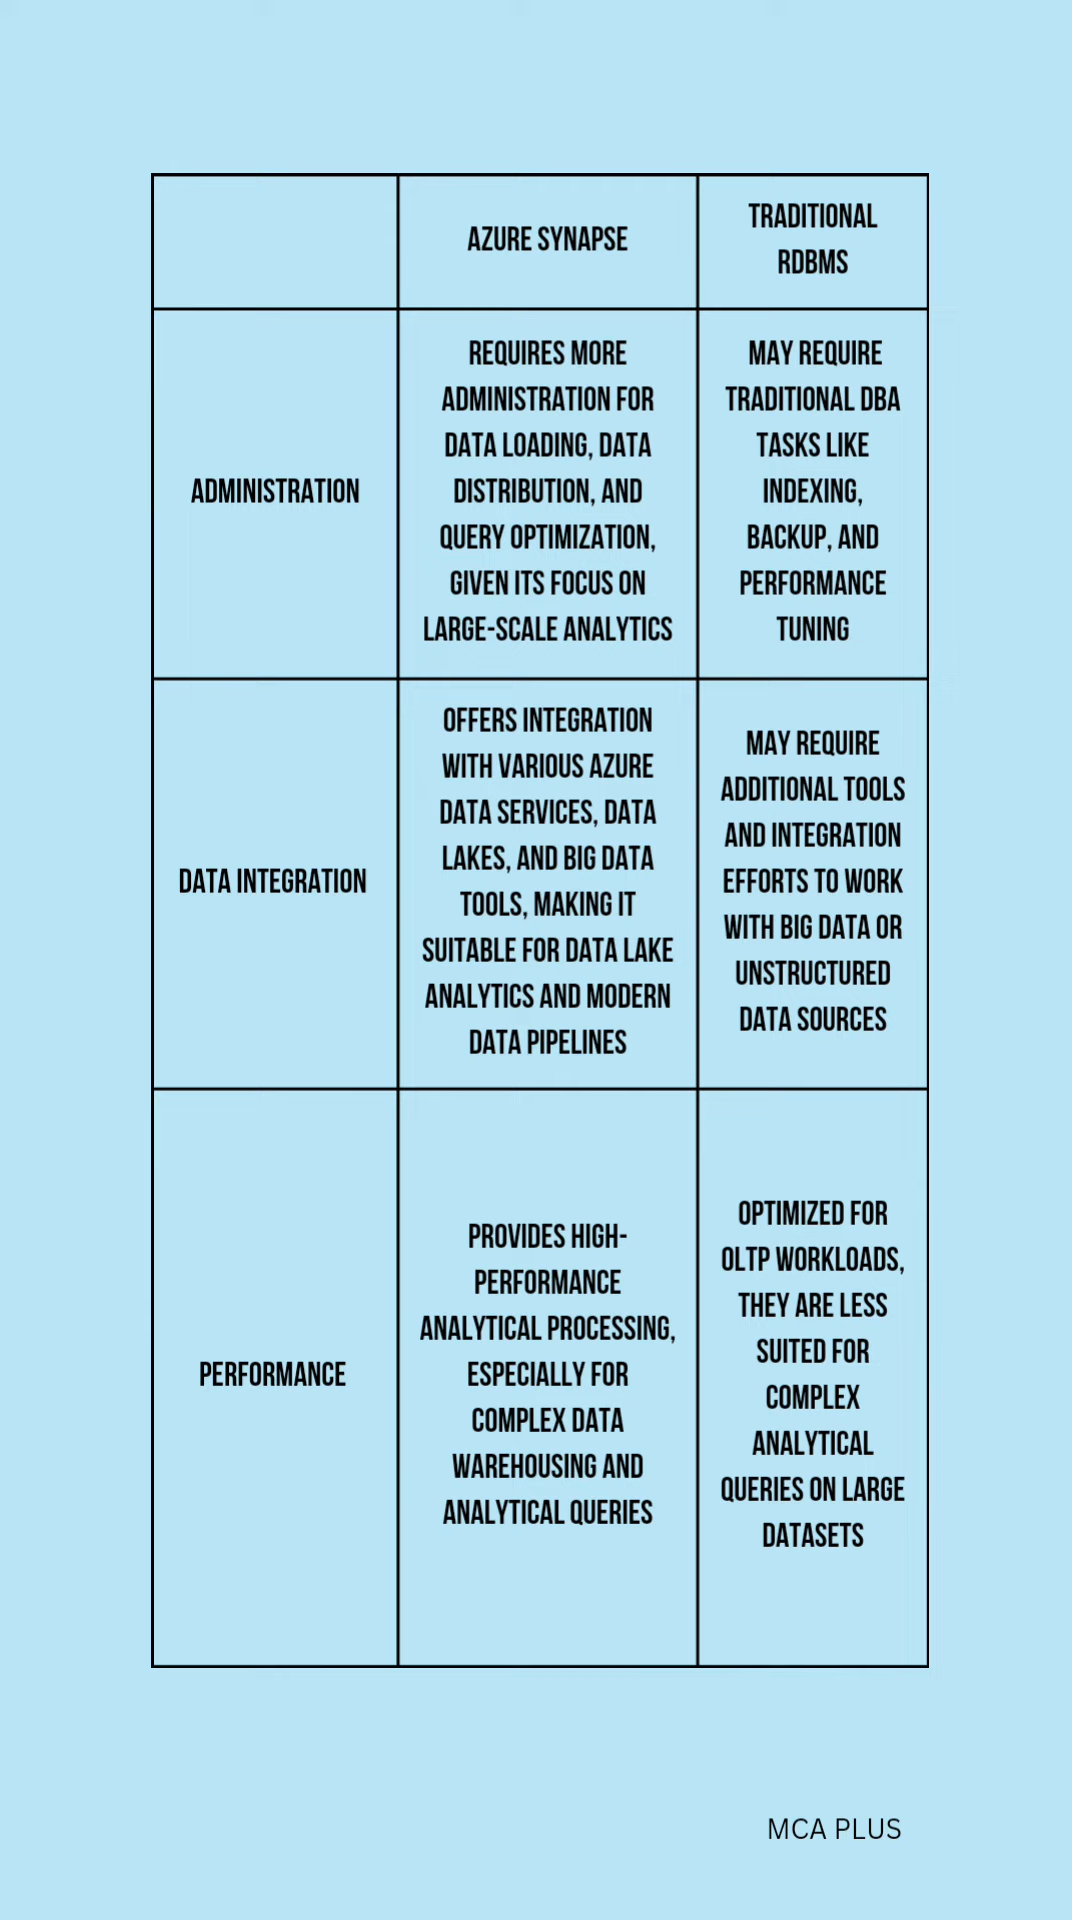 AZURE SYNAPSE
TRADITIONAL
RDBMS
ADMINISTRATION
REQUIRES MORE
ADMINISTRATION FOR
DATA LOADING, DATA
DISTRIBUTION, AND
QUERY OPTIMIZATION,
GIVEN ITS FOCUS ON
LARGE-SCALE ANALYTICS
MAY REQUIRE
TRADITIONAL DBA
TASKS LIKE
INDEXING,
BACKUP, AND
PERFORMANCE
TUNING
DATA INTEGRATION
OFFERS INTEGRATION
WITH VARIOUS AZURE
DATA SERVICES, DATA
LAKES, AND BIG DATA
TOOLS, MAKING IT
SUITABLE FOR DATA LAKE
ANALYTICS AND MODERN
DATA PIPELINES
MAY REQUIRE
ADDITIONAL TOOLS
AND INTEGRATION
EFFORTS TO WORK
WITH BIG DATA OR
UNSTRUCTURED
DATA SOURCES
PERFORMANCE
PROVIDES HIGH-
PERFORMANCE
ANALYTICAL PROCESSING,
ESPECIALLY FOR
COMPLEX DATA
WAREHOUSING AND
ANALYTICAL QUERIES
OPTIMIZED FOR
OLTP WORKLOADS,
THEY ARE LESS
SUITED FOR
COMPLEX
ANALYTICAL
QUERIES ON LARGE
DATASETS
MCA PLUS